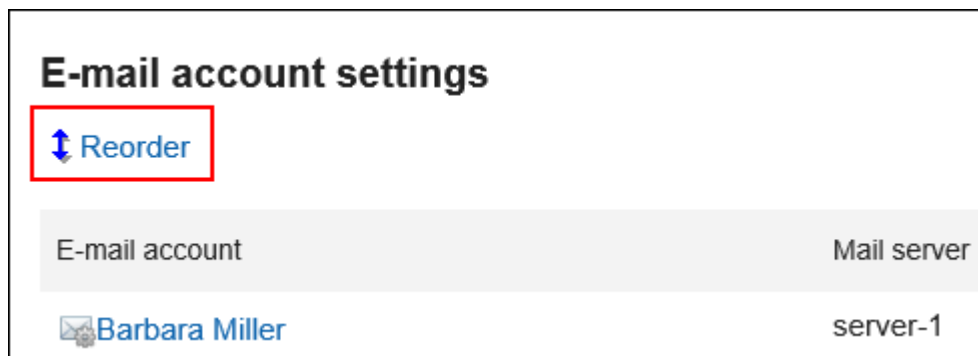 E-mail account settings
Reorder
E-mail account Mail server
Barbara Miller server-1